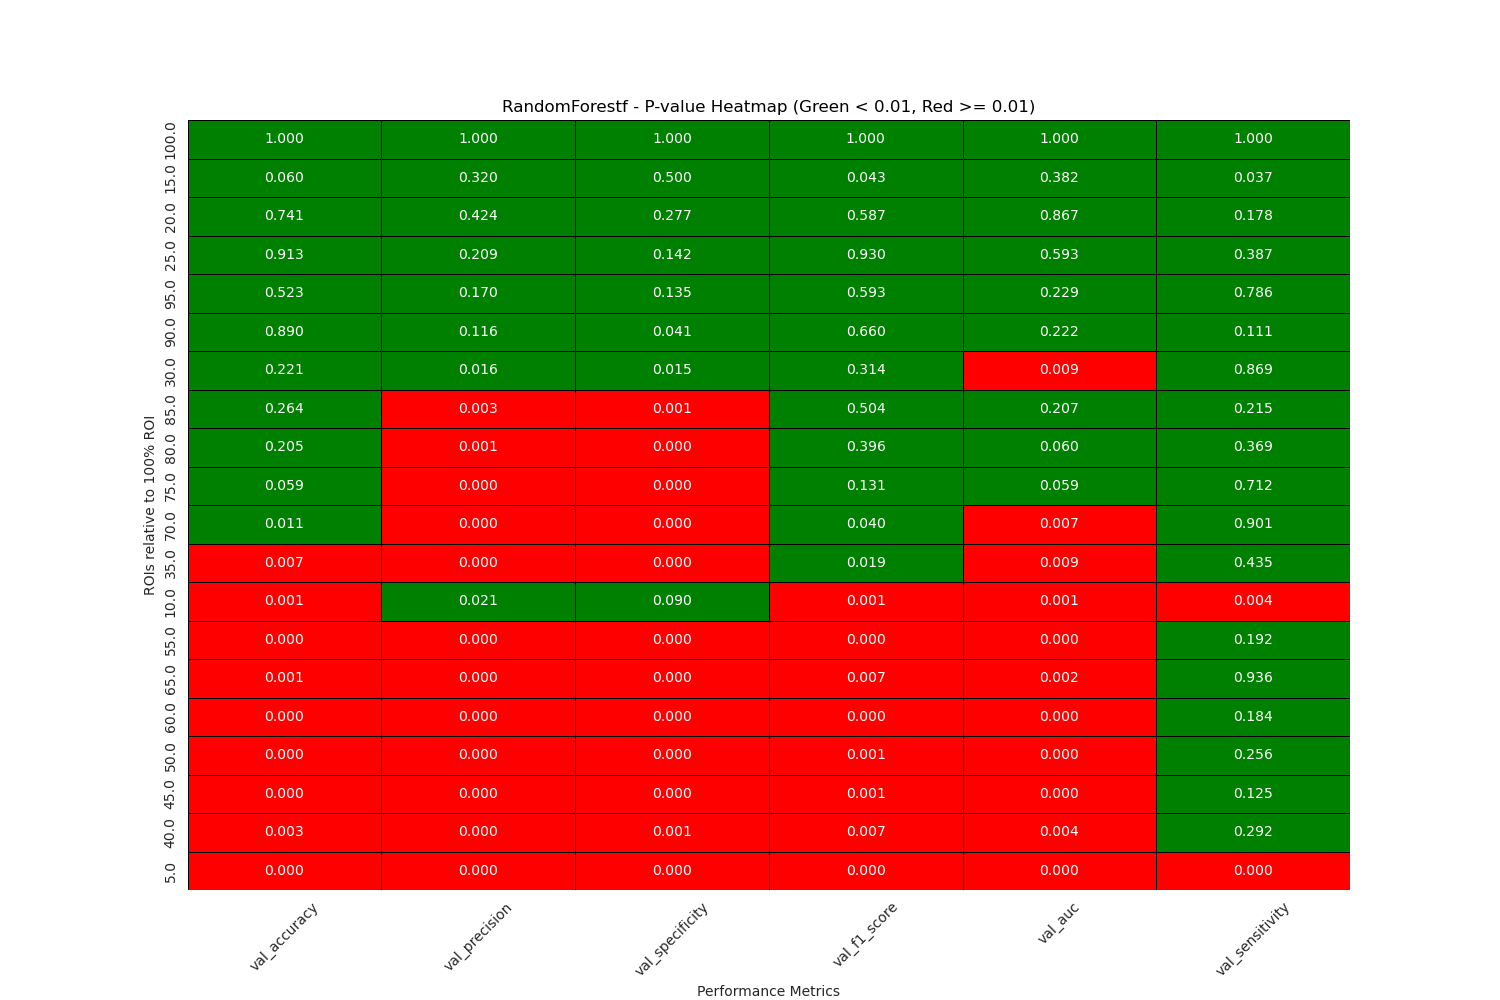 RandomForestf - P-value Heatmap (Green < 0.01, Red >= 0.01)
ROIs relative to 100% ROI
100.0 1.000 1.000 1.000 1.000 1.000 1.000
15.0 0.060 0.320 0.500 0.043 0.382 0.037
20.0 0.741 0.424 0.277 0.587 0.867 0.178
25.0 0.913 0.209 0.142 0.930 0.593 0.387
95.0 0.523 0.170 0.135 0.593 0.229 0.786
90.0 0.890 0.116 0.041 0.660 0.222 0.111
30.0 0.221 0.016 0.015 0.314 0.009 0.869
85.0 0.264 0.003 0.001 0.504 0.207 0.215
80.0 0.205 0.001 0.000 0.396 0.060 0.369
75.0 0.059 0.000 0.000 0.131 0.059 0.712
70.0 0.011 0.000 0.000 0.040 0.007 0.901
35.0 0.007 0.000 0.000 0.019 0.009 0.435
10.0 0.001 0.021 0.090 0.001 0.001 0.004
55.0 0.000 0.000 0.000 0.000 0.000 0.192
65.0 0.001 0.000 0.000 0.007 0.002 0.936
60.0 0.000 0.000 0.000 0.000 0.000 0.184
50.0 0.000 0.000 0.000 0.001 0.000 0.256
45.0 0.000 0.000 0.000 0.001 0.000 0.125
40.0 0.003 0.000 0.001 0.007 0.004 0.292
5.0 0.000 0.000 0.000 0.000 0.000 0.000
val_accuracy val_precision val_specificity val_f1_score val_auc val_sensitivity
Performance Metrics